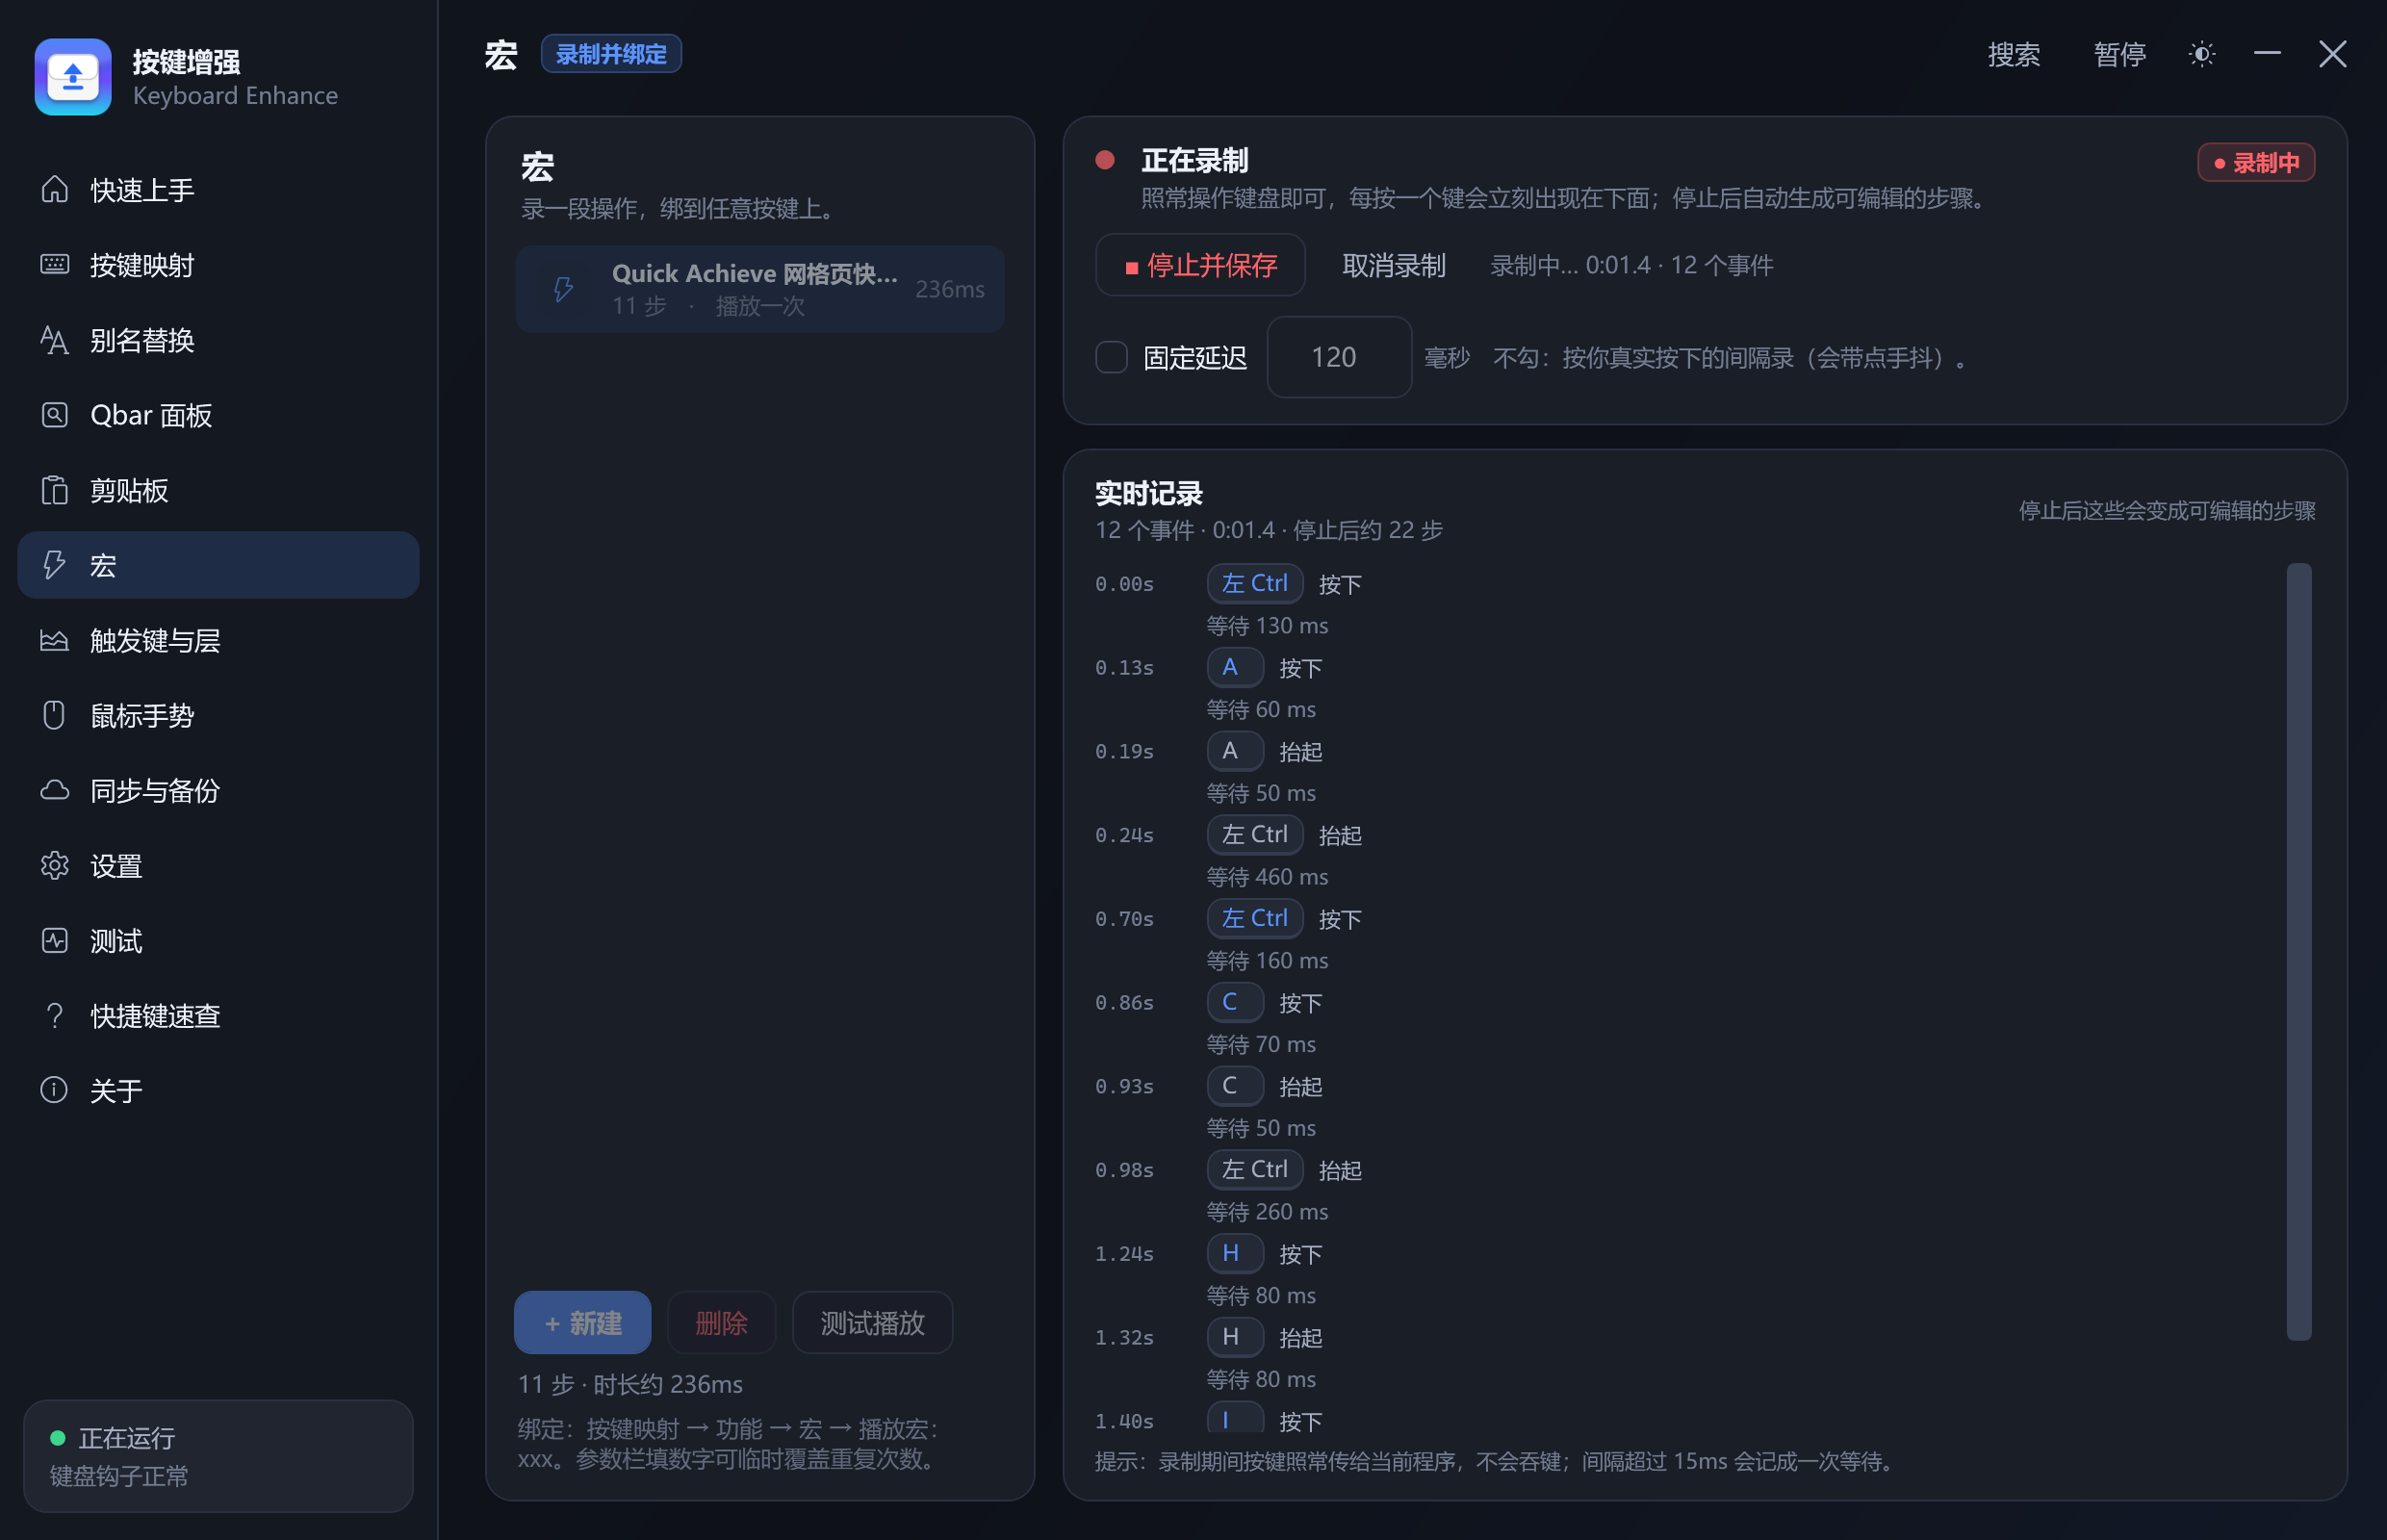 按键增强
Keyboard Enhance
快速上手
按键映射
别名替换
Qbar 面板
剪贴板
宏
触发键与层
鼠标手势
同步与备份
设置
测试
快捷键速查
关于
正在运行
键盘钩子正常
宏 录制并绑定
搜索 暂停
宏
录一段操作，绑到任意按键上。
Quick Achieve 网格页快...
11 步 · 播放一次
236ms
+ 新建 删除 测试播放
11 步 · 时长约 236ms
绑定：按键映射 → 功能 → 宏 → 播放宏：
xxx。参数栏填数字可临时覆盖重复次数。
正在录制
录制中
照常操作键盘即可，每按一个键会立刻出现在下面；停止后自动生成可编辑的步骤。
停止并保存 取消录制 录制中... 0:01.4 · 12 个事件
固定延迟 120 毫秒 不勾：按你真实按下的间隔录（会带点手抖）。
实时记录
12 个事件 · 0:01.4 · 停止后约 22 步
停止后这些会变成可编辑的步骤
0.00s 左 Ctrl 按下
等待 130 ms
0.13s A 按下
等待 60 ms
0.19s A 抬起
等待 50 ms
0.24s 左 Ctrl 抬起
等待 460 ms
0.70s 左 Ctrl 按下
等待 160 ms
0.86s C 按下
等待 70 ms
0.93s C 抬起
等待 50 ms
0.98s 左 Ctrl 抬起
等待 260 ms
1.24s H 按下
等待 80 ms
1.32s H 抬起
等待 80 ms
1.40s I 按下
提示：录制期间按键照常传给当前程序，不会吞键；间隔超过 15ms 会记成一次等待。